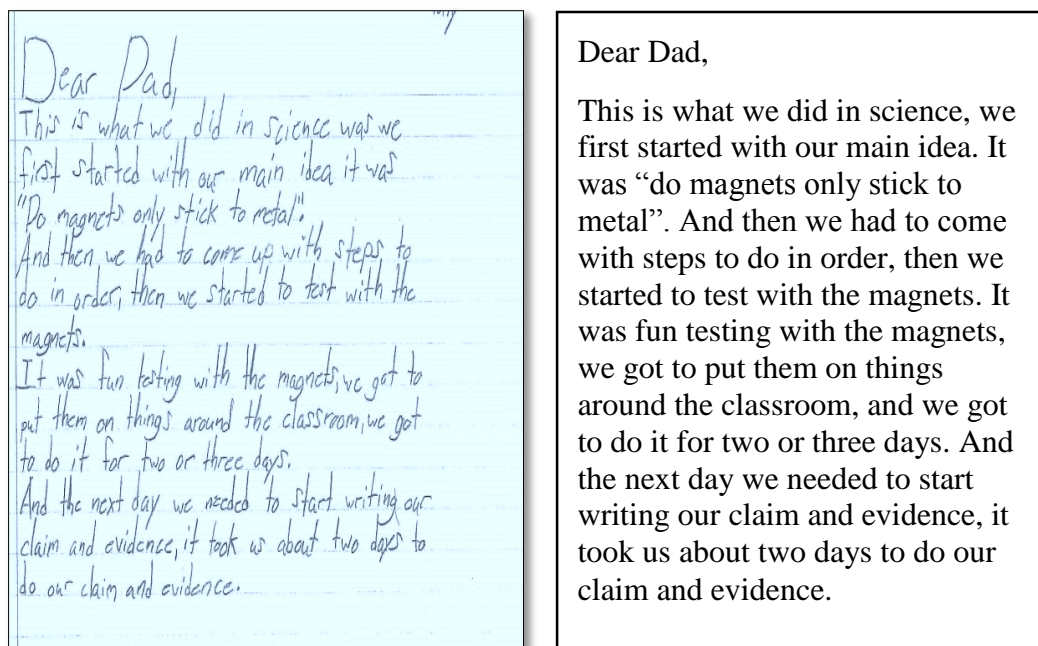 Dear Dad,
This is what we did in science was we
first started with our main idea it was
"Do magnets only stick to metal".
And then we had to come up with steps to
do in order, then we started to test with the
magnets.
It was fun testing with the magnets, we got to
put them on things around the classroom, we got
to do it for two or three days.
And the next day we needed to start writing our
claim and evidence, it took us about two days to
do our claim and evidence.
Dear Dad,
This is what we did in science, we
first started with our main idea. It
was “do magnets only stick to
metal”. And then we had to come
with steps to do in order, then we
started to test with the magnets. It
was fun testing with the magnets,
we got to put them on things
around the classroom, and we got
to do it for two or three days. And
the next day we needed to start
writing our claim and evidence, it
took us about two days to do our
claim and evidence.